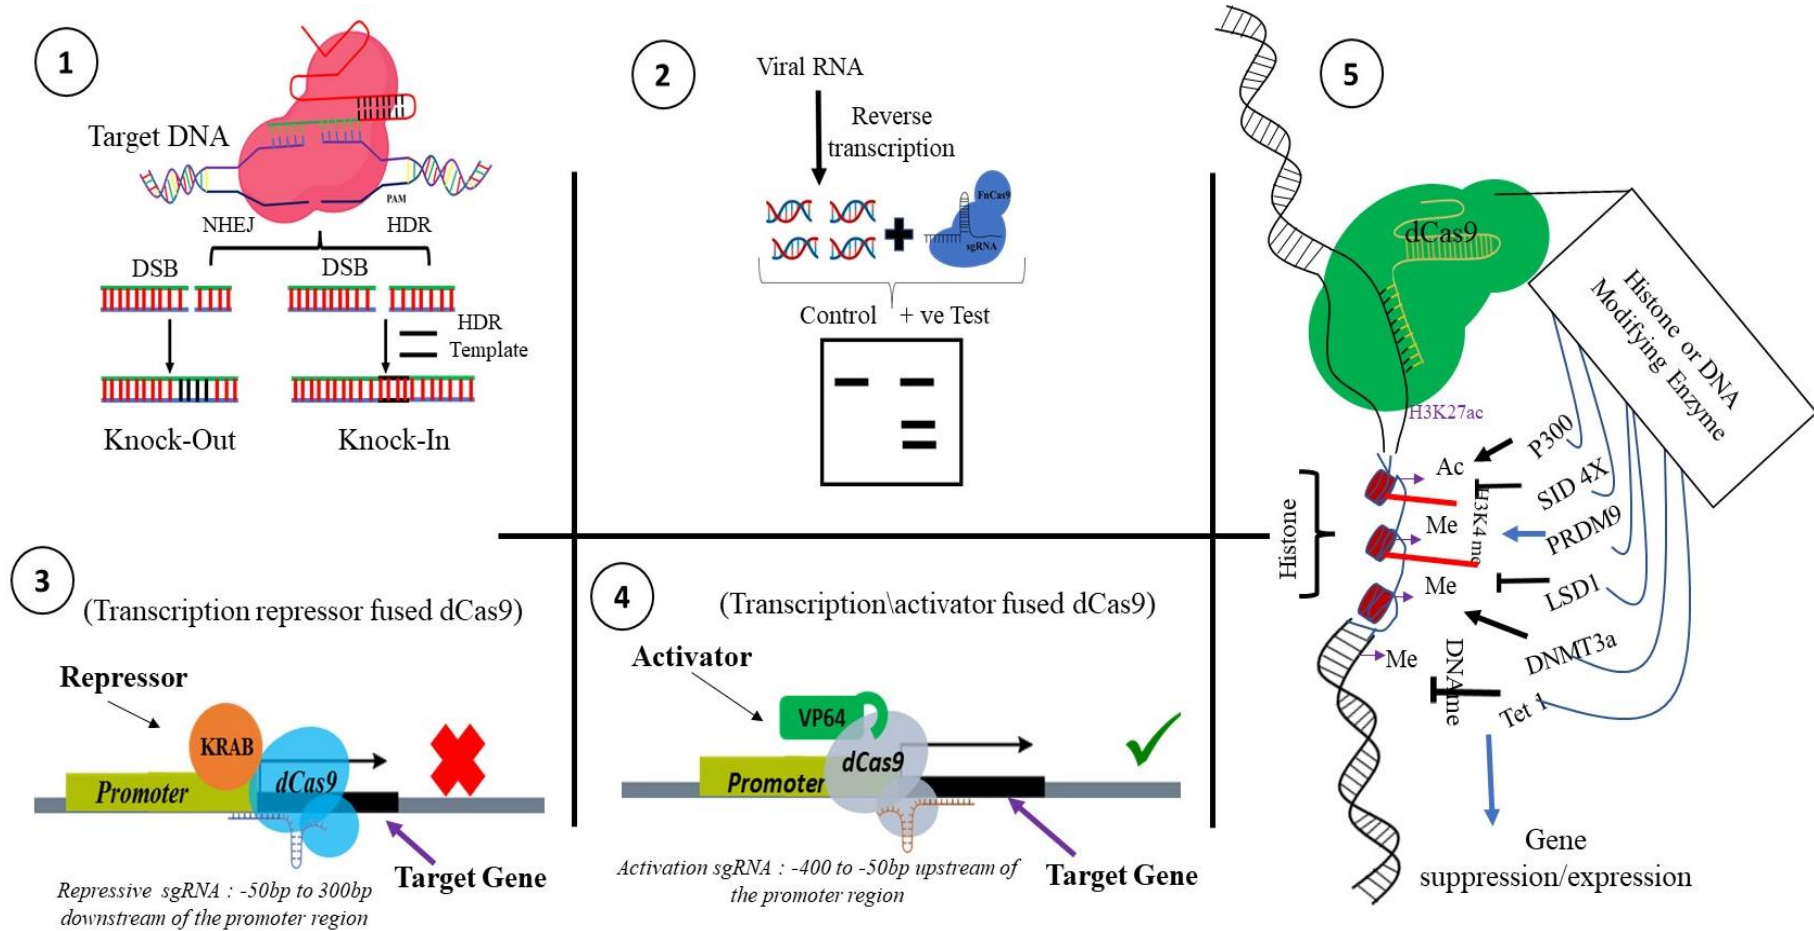 1
Target DNA
PAM
NHEJ
HDR
DSB
DSB
HDR
Template
Knock-Out
Knock-In
2
Viral RNA
Reverse
transcription
FnCas9
sgRNA
Control
+ ve Test
3
(Transcription repressor fused dCas9)
Repressor
KRAB
dCas9
Promoter
Target Gene
Repressive sgRNA : -50bp to 300bp
downstream of the promoter region
4
(Transcription\activator fused dCas9)
Activator
VP64
dCas9
Promoter
Activation sgRNA : -400 to -50bp upstream of
the promoter region
Target Gene
5
dCas9
Histone or DNA
Modifying Enzyme
H3K27ac
P300
Ac
SID 4X
H3K4 me
Me
PRDM9
Histone
Me
LSD1
DNMT3a
Me
DNAme
Tet 1
Gene
suppression/expression